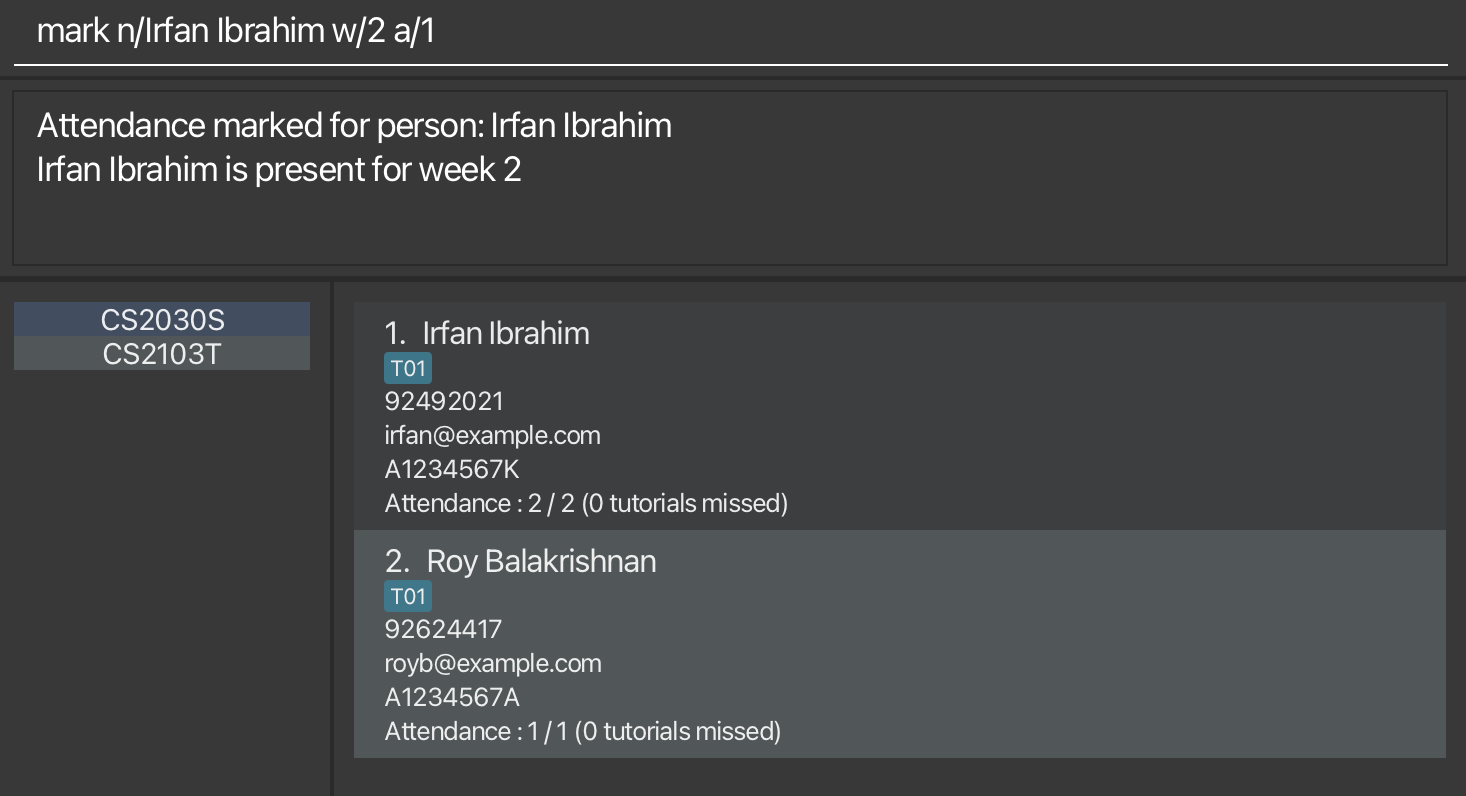 mark n/Irfan Ibrahim w/2 a/1
Attendance marked for person: Irfan Ibrahim
Irfan Ibrahim is present for week 2
CS2030S
CS2103T
1. Irfan Ibrahim
T01
92492021
irfan@example.com
A1234567K
Attendance : 2 / 2 (0 tutorials missed)
2. Roy Balakrishnan
T01
92624417
royb@example.com
A1234567A
Attendance : 1 / 1 (0 tutorials missed)